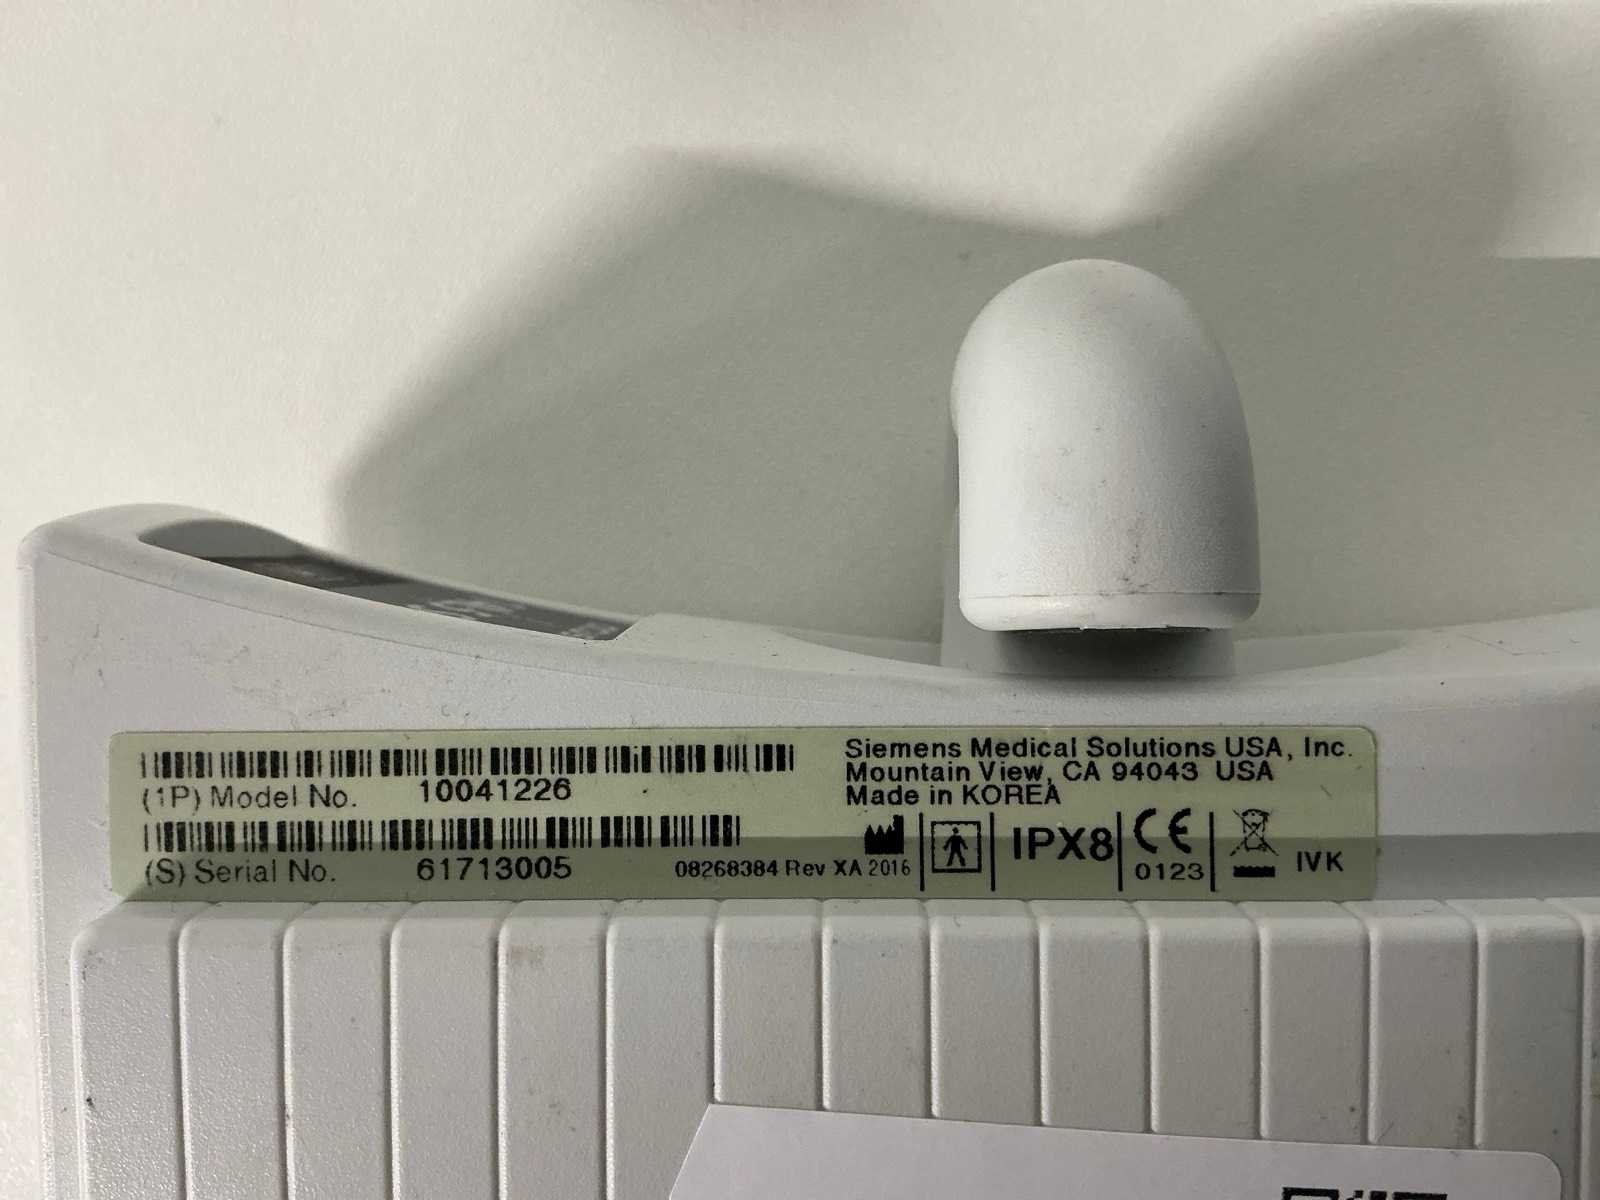 Siemens Medical Solutions USA, Inc.
Mountain View, CA 94043 USA
Made in KOREA
(1P) Model No. 10041226
(S) Serial No. 61713005
08268384 Rev XA 2016
IPX8
CE
0123
IVK